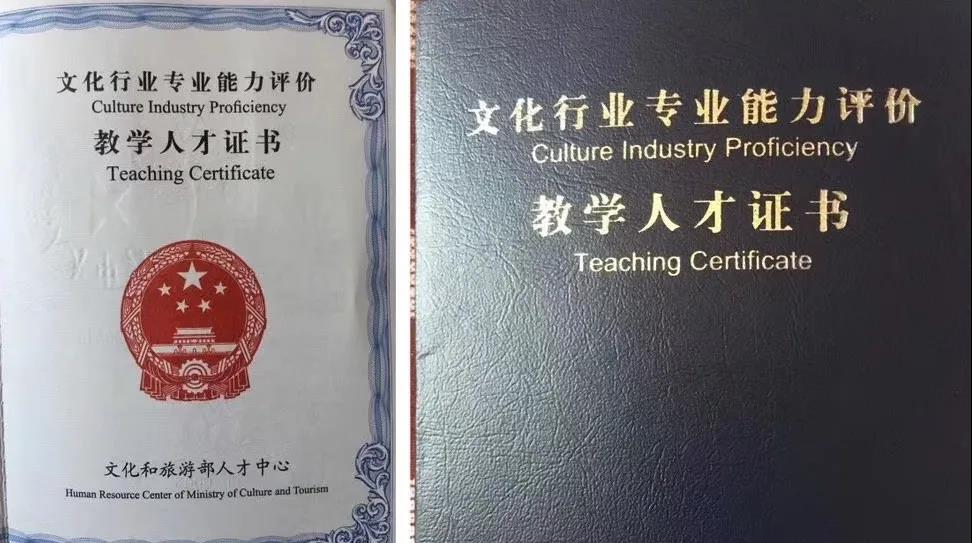 文化行业专业能力评价
Culture Industry Proficiency
教学人才证书
Teaching Certificate
文化和旅游部人才中心
Human Resource Center of Ministry of Culture and Tourism
文化行业专业能力评价
Culture Industry Proficiency
教学人才证书
Teaching Certificate